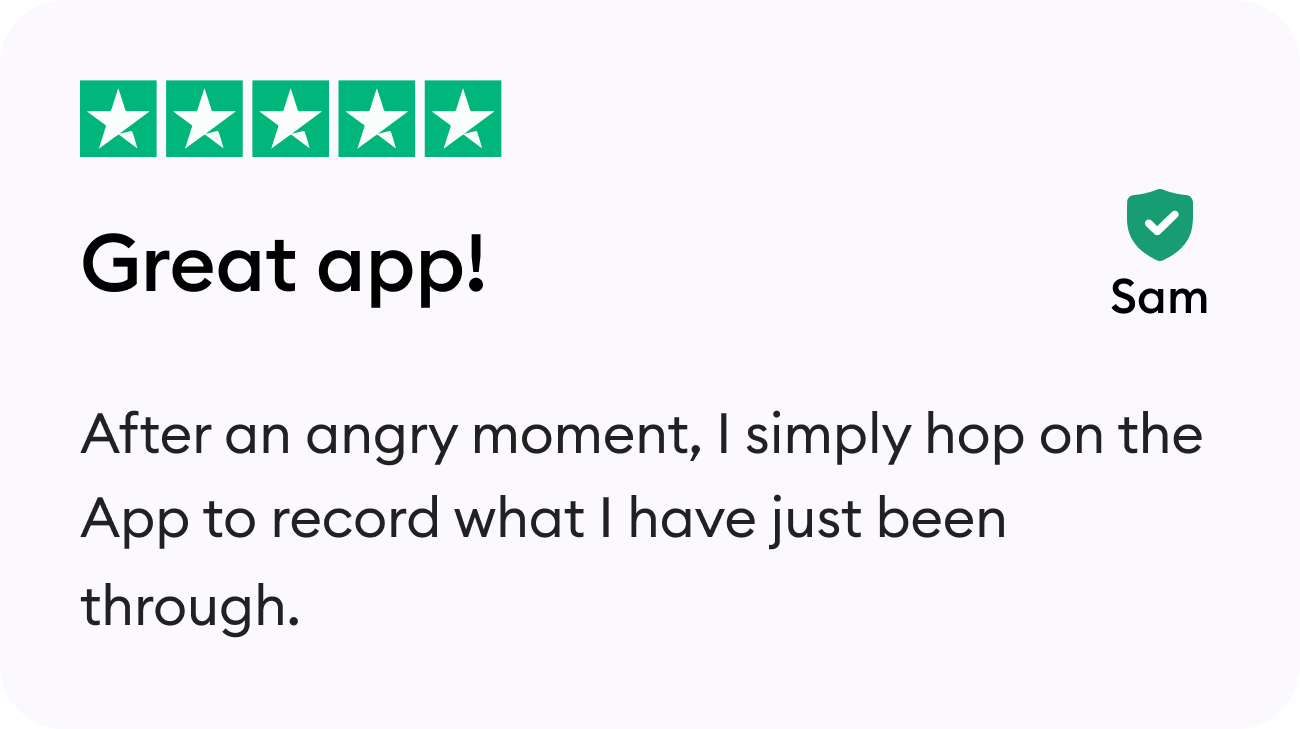 Great app!
Sam
After an angry moment, I simply hop on the
App to record what I have just been
through.